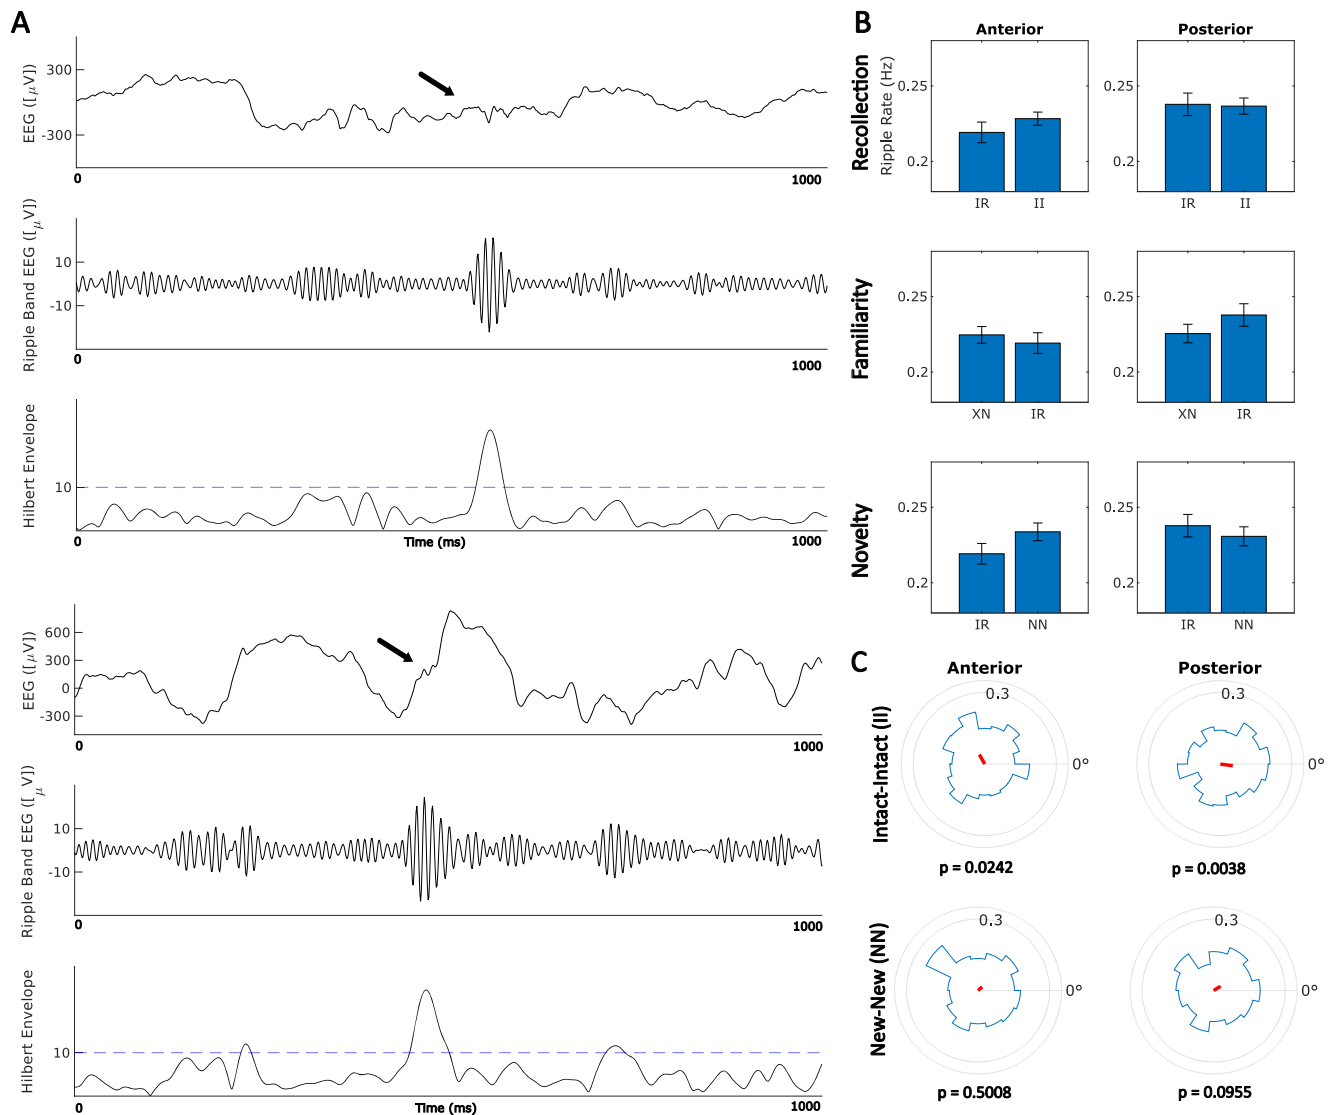 A
EEG ([μV])
300
-300
0
1000
Ripple Band EEG ([μV])
10
-10
0
1000
Hilbert Envelope
10
0
Time (ms)
1000
EEG ([μV])
600
300
0
-300
0
1000
Ripple Band EEG ([μV])
10
-10
0
1000
Hilbert Envelope
10
0
Time (ms)
1000
B
Anterior
Posterior
Recollection
Ripple Rate (Hz)
0.25
0.2
IR II
0.25
0.2
IR II
Familiarity
0.25
0.2
XN IR
0.25
0.2
XN IR
Novelty
0.25
0.2
IR NN
0.25
0.2
IR NN
C
Anterior
Posterior
Intact-Intact (II)
0.3
0°
p = 0.0242
0.3
0°
p = 0.0038
New-New (NN)
0.3
0°
p = 0.5008
0.3
0°
p = 0.0955